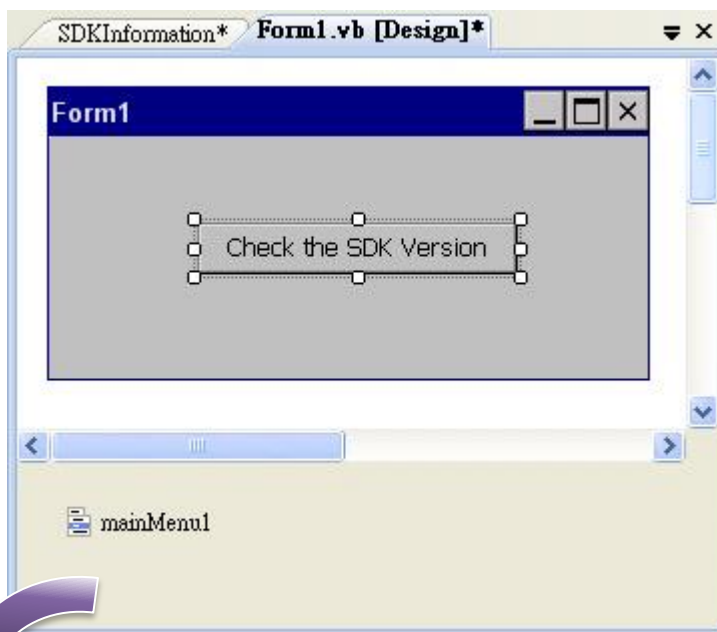 SDKInformation* Form1.vb [Design]*
Form1
Check the SDK Version
mainMenu1